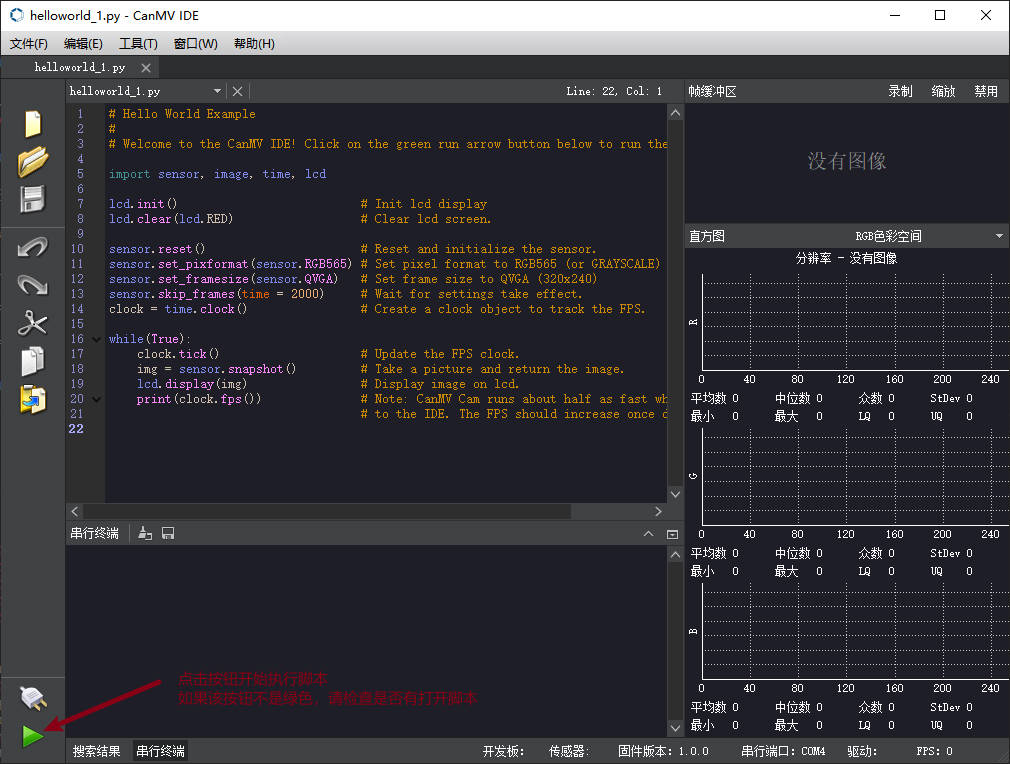 helloworld_1.py - CanMV IDE
文件(F) 编辑(E) 工具(T) 窗口(W) 帮助(H)
helloworld_1.py
helloworld_1.py Line: 22, Col: 1
1 # Hello World Example
2 #
3 # Welcome to the CanMV IDE! Click on the green run arrow button below to run the
4
5 import sensor, image, time, lcd
6
7 lcd.init() # Init lcd display
8 lcd.clear(lcd.RED) # Clear lcd screen.
9
10 sensor.reset() # Reset and initialize the sensor.
11 sensor.set_pixformat(sensor.RGB565) # Set pixel format to RGB565 (or GRAYSCALE)
12 sensor.set_framesize(sensor.QVGA) # Set frame size to QVGA (320x240)
13 sensor.skip_frames(time = 2000) # Wait for settings take effect.
14 clock = time.clock() # Create a clock object to track the FPS.
15
16 while(True):
17 clock.tick() # Update the FPS clock.
18 img = sensor.snapshot() # Take a picture and return the image.
19 lcd.display(img) # Display image on lcd.
20 print(clock.fps()) # Note: CanMV Cam runs about half as fast wh
21 # to the IDE. The FPS should increase once d
22
串行终端
点击按钮开始执行脚本
如果该按钮不是绿色，请检查是否有打开脚本
搜索结果 串行终端
帧缓冲区 录制 缩放 禁用
没有图像
直方图 RGB色彩空间
分辨率 - 没有图像
R
0 40 80 120 160 200 240
平均数 0 中位数 0 众数 0 StDev 0
最小 0 最大 0 LQ 0 UQ 0
G
0 40 80 120 160 200 240
平均数 0 中位数 0 众数 0 StDev 0
最小 0 最大 0 LQ 0 UQ 0
B
0 40 80 120 160 200 240
平均数 0 中位数 0 众数 0 StDev 0
最小 0 最大 0 LQ 0 UQ 0
开发板: 传感器: 固件版本: 1.0.0 串行端口: COM4 驱动: FPS: 0